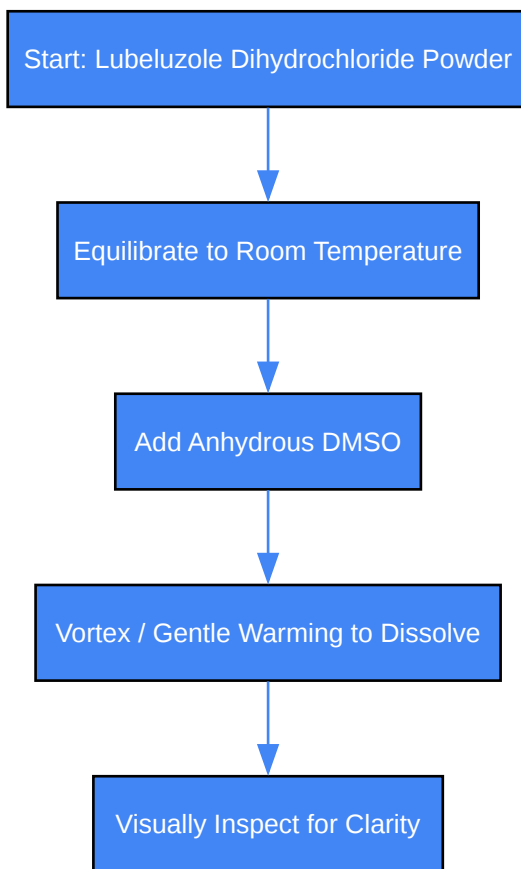 Start: Lubeluzole Dihydrochloride Powder
Equilibrate to Room Temperature
Add Anhydrous DMSO
Vortex / Gentle Warming to Dissolve
Visually Inspect for Clarity